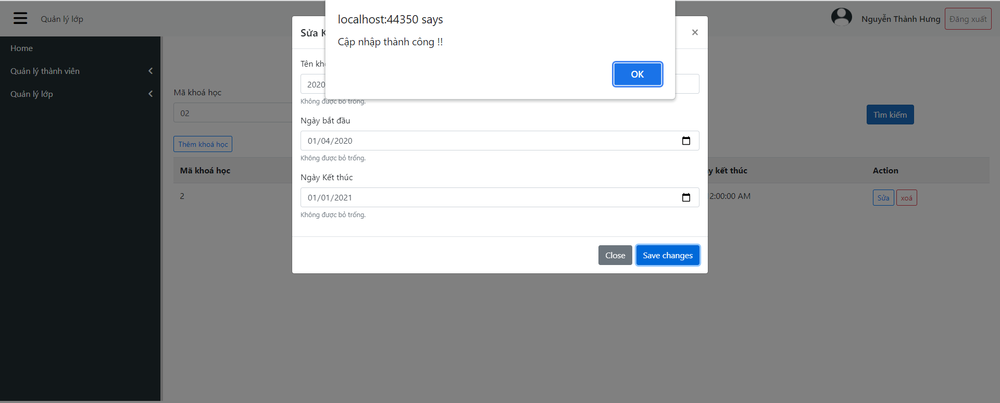 Quản lý lớp
Nguyễn Thành Hưng
Đăng xuất
Home
Quản lý thành viên
Quản lý lớp
localhost:44350 says
Cập nhập thành công !!
OK
Sửa
×
Tên
2020
Không được bỏ trống.
Ngày bắt đầu
01/04/2020
Không được bỏ trống.
Ngày Kết thúc
01/01/2021
Không được bỏ trống.
Close
Save changes
Mã khoá học
02
Tìm kiếm
Thêm khoá học
Mã khoá học
kết thúc
Action
2
2:00:00 AM
Sửa
xoá